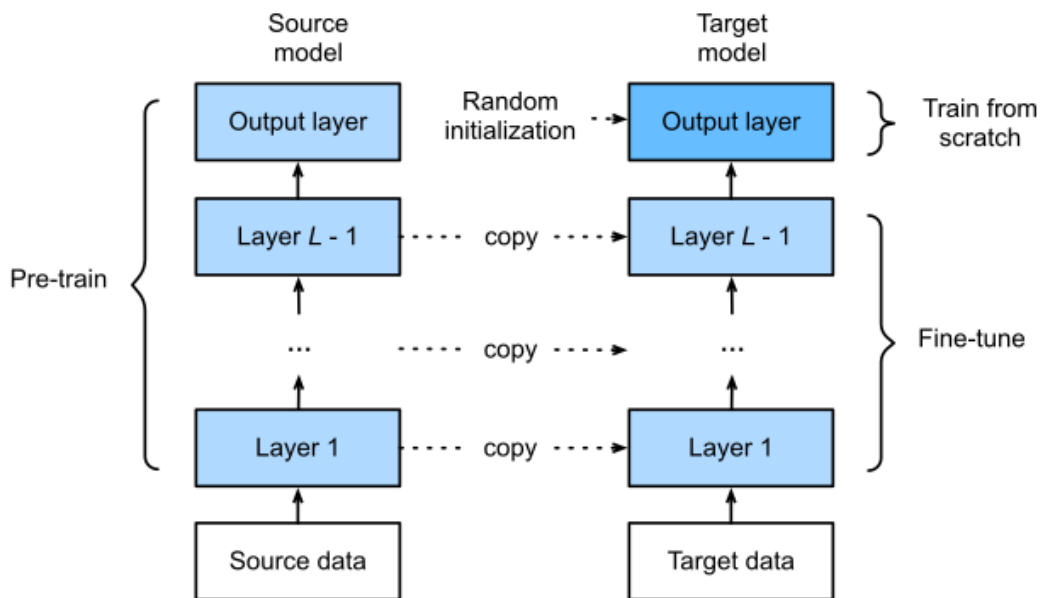 Source
model
Target
model
Output layer
Random
initialization
Output layer
Train from
scratch
Layer L - 1
copy
Layer L - 1
Pre-train
...
copy
...
Fine-tune
Layer 1
copy
Layer 1
Source data
Target data